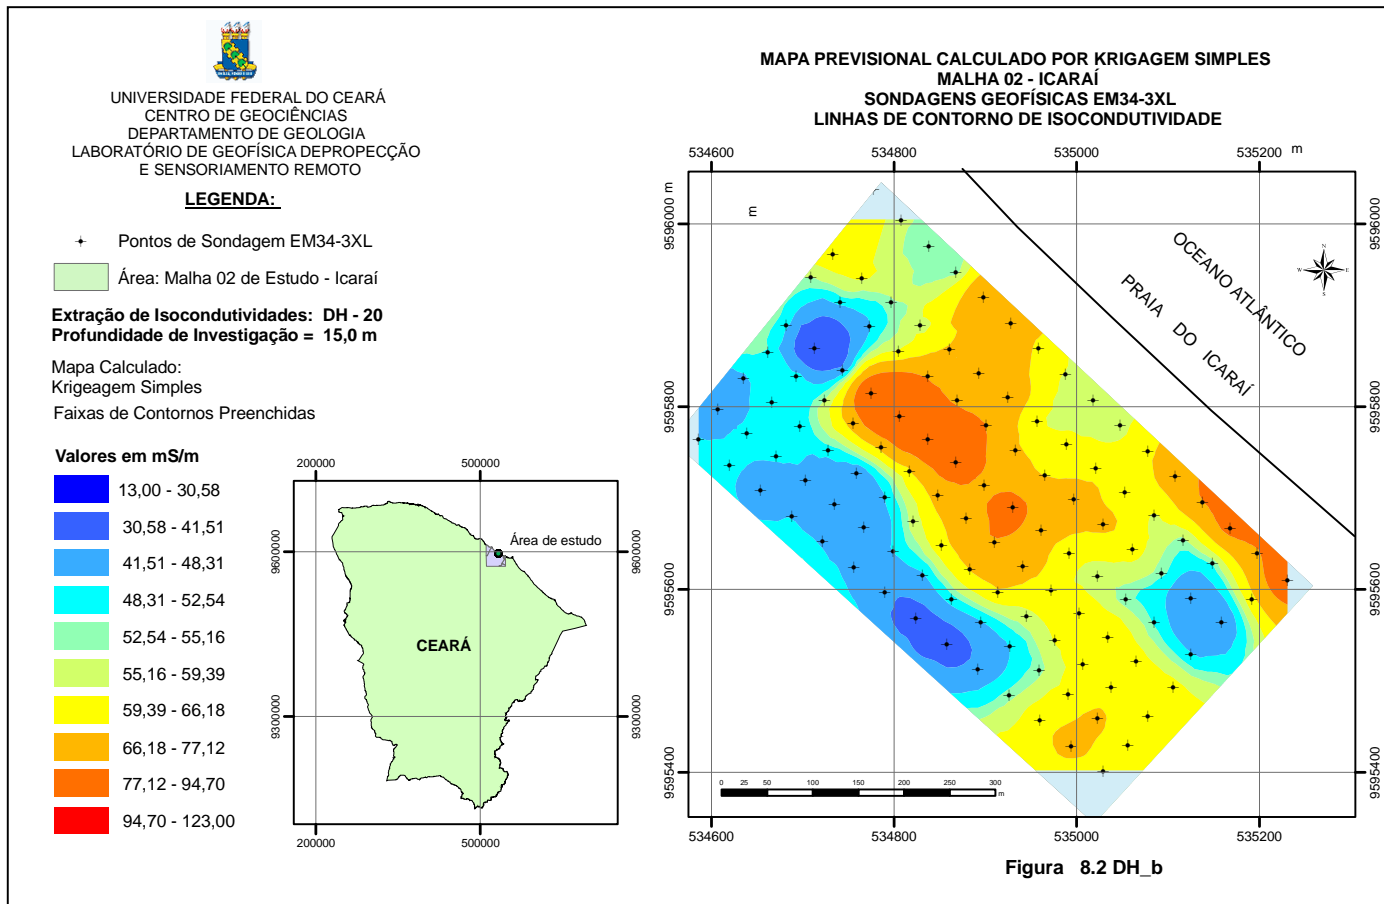 UNIVERSIDADE FEDERAL DO CEARÁ
CENTRO DE GEOCIÊNCIAS
DEPARTAMENTO DE GEOLOGIA
LABORATÓRIO DE GEOFÍSICA DEPROPECÇÃO
E SENSORIAMENTO REMOTO
LEGENDA:
Pontos de Sondagem EM34-3XL
Área: Malha 02 de Estudo - Icaraí
Extração de Isocondutividades: DH - 20
Profundidade de Investigação = 15,0 m
Mapa Calculado:
Krigeagem Simples
Faixas de Contornos Preenchidas
Valores em mS/m
13,00 - 30,58
30,58 - 41,51
41,51 - 48,31
48,31 - 52,54
52,54 - 55,16
55,16 - 59,39
59,39 - 66,18
66,18 - 77,12
77,12 - 94,70
94,70 - 123,00
200000 500000
9600000 9600000
Área de estudo
CEARÁ
9300000 9300000
200000 500000
MAPA PREVISIONAL CALCULADO POR KRIGAGEM SIMPLES
MALHA 02 - ICARAÍ
SONDAGENS GEOFÍSICAS EM34-3XL
LINHAS DE CONTORNO DE ISOCONDUTIVIDADE
534600 534800 535000 535200 m
9596000 m 9596000
m
OCEANO ATLÂNTICO
PRAIA DO ICARAÍ
N
W E
S
9595800 9595800
9595600 9595600
9595400 9595400
0 25 50 100 150 200 250 300
m
534600 534800 535000 535200
Figura 8.2 DH_b